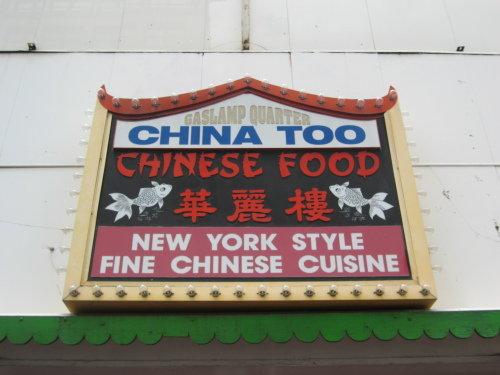 GASLAMP QUARTER
CHINA TOO
CHINESE FOOD
華麗樓
NEW YORK STYLE
FINE CHINESE CUISINE